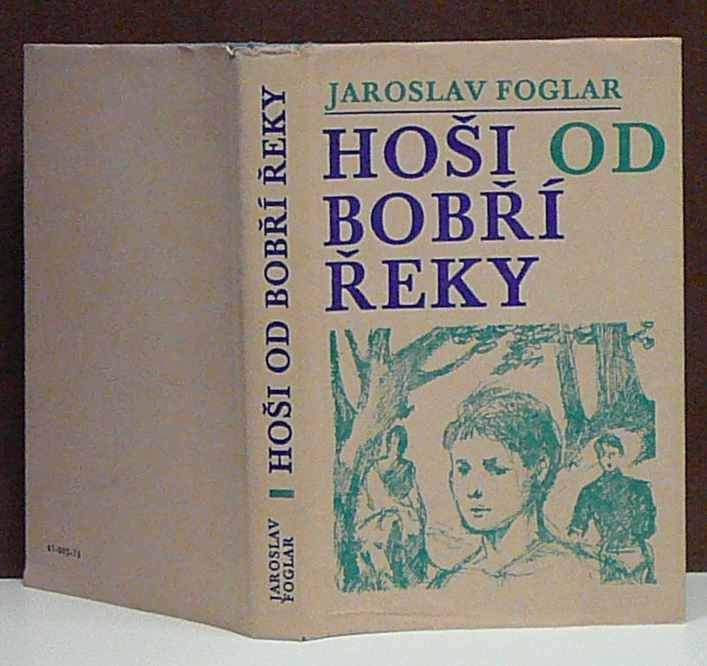 JAROSLAV FOGLAR
HOŠI OD
BOBŘÍ
ŘEKY
HOŠI OD BOBŘÍ ŘEKY
JAROSLAV
FOGLAR